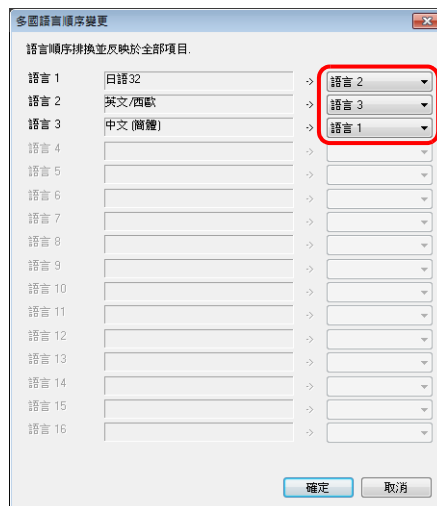 多國語言順序變更
語言順序排換並反映於全部項目.
語言 1 日語32 -> 語言 2
語言 2 英文/西歐 -> 語言 3
語言 3 中文 (簡體) -> 語言 1
語言 4 ->
語言 5 ->
語言 6 ->
語言 7 ->
語言 8 ->
語言 9 ->
語言 10 ->
語言 11 ->
語言 12 ->
語言 13 ->
語言 14 ->
語言 15 ->
語言 16 ->
確定 取消